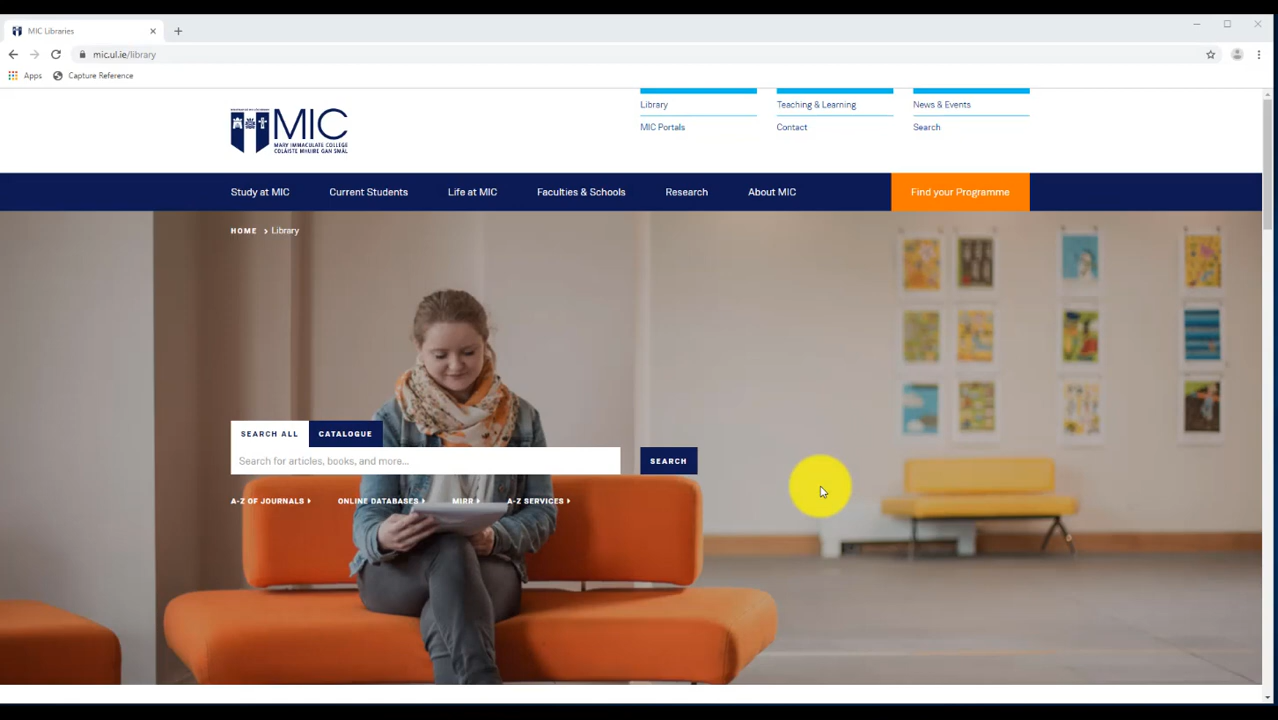 MIC Libraries
mic.ul.ie/library
Apps
Capture Reference
MIC
MARY IMMACULATE COLLEGE
COLÁISTE MHUIRE GAN SMÁL
Library
Teaching & Learning
News & Events
MIC Portals
Contact
Search
Study at MIC
Current Students
Life at MIC
Faculties & Schools
Research
About MIC
Find your Programme
HOME > Library
SEARCH ALL
CATALOGUE
Search for articles, books, and more...
SEARCH
A-Z OF JOURNALS
ONLINE DATABASES
MIRR
A-Z SERVICES